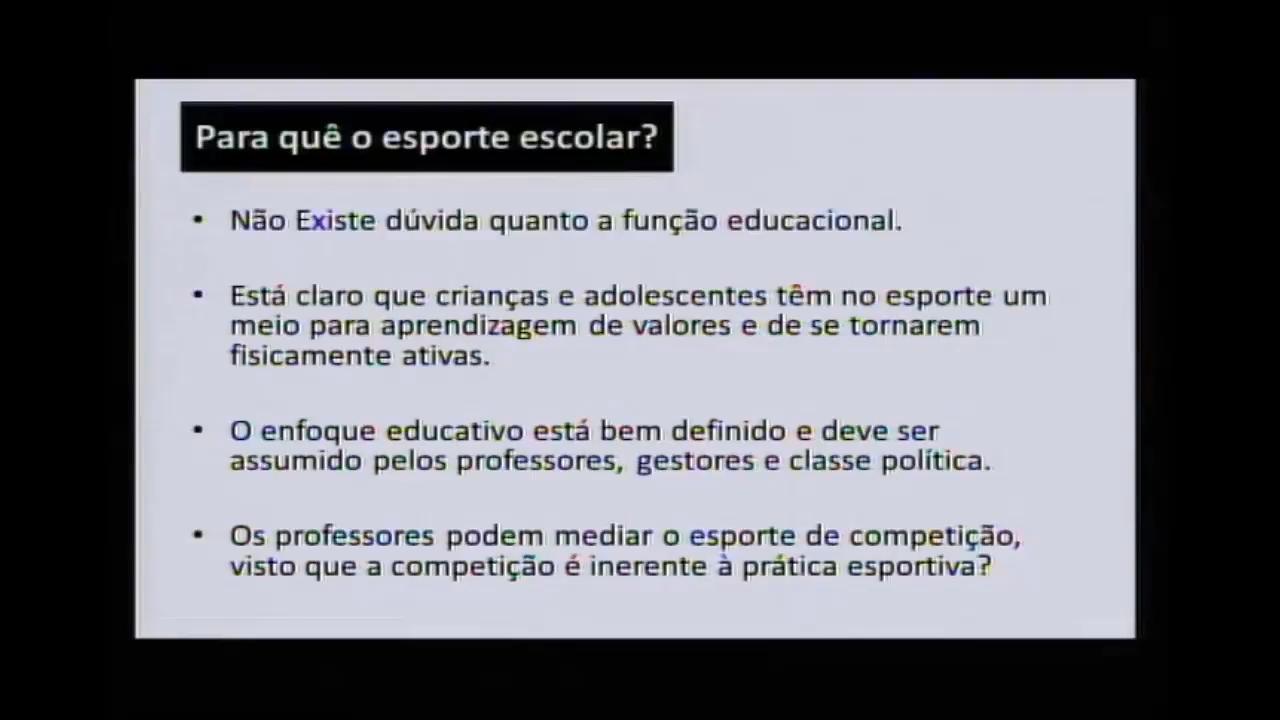 Para quê o esporte escolar?
• Não Existe dúvida quanto a função educacional.
• Está claro que crianças e adolescentes têm no esporte um
meio para aprendizagem de valores e de se tornarem
fisicamente ativas.
• O enfoque educativo está bem definido e deve ser
assumido pelos professores, gestores e classe política.
• Os professores podem mediar o esporte de competição,
visto que a competição é inerente à prática esportiva?